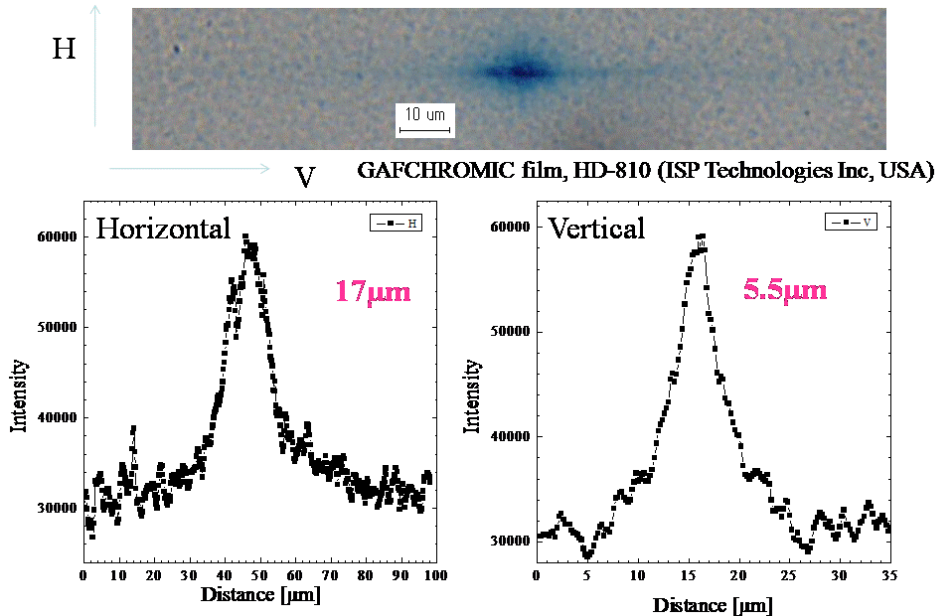 H
10 um
V
GAFCHROMIC film, HD-810 (ISP Technologies Inc, USA)
Horizontal
H
17μm
60000
50000
40000
30000
Intensity
0 10 20 30 40 50 60 70 80 90 100
Distance [μm]
Vertical
V
5.5μm
60000
50000
40000
30000
Intensity
0 5 10 15 20 25 30 35
Distance [μm]